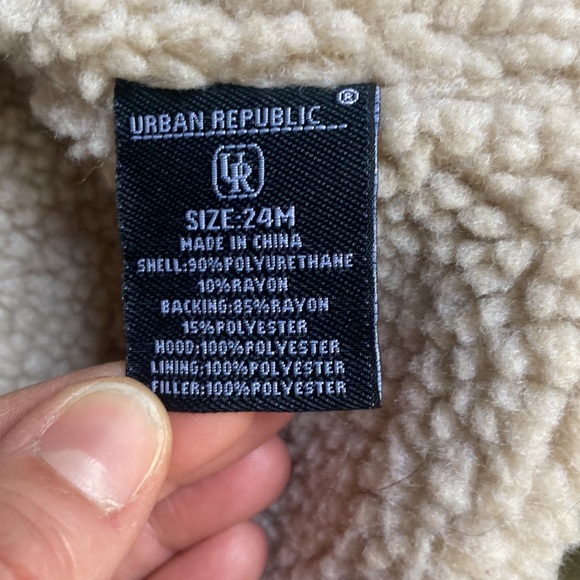 URBAN REPUBLIC ®
UR
SIZE:24M
MADE IN CHINA
SHELL:90%POLYURETHANE
10%RAYON
BACKING:85%RAYON
15%POLYESTER
HOOD:100%POLYESTER
LINING:100%POLYESTER
FILLER:100%POLYESTER